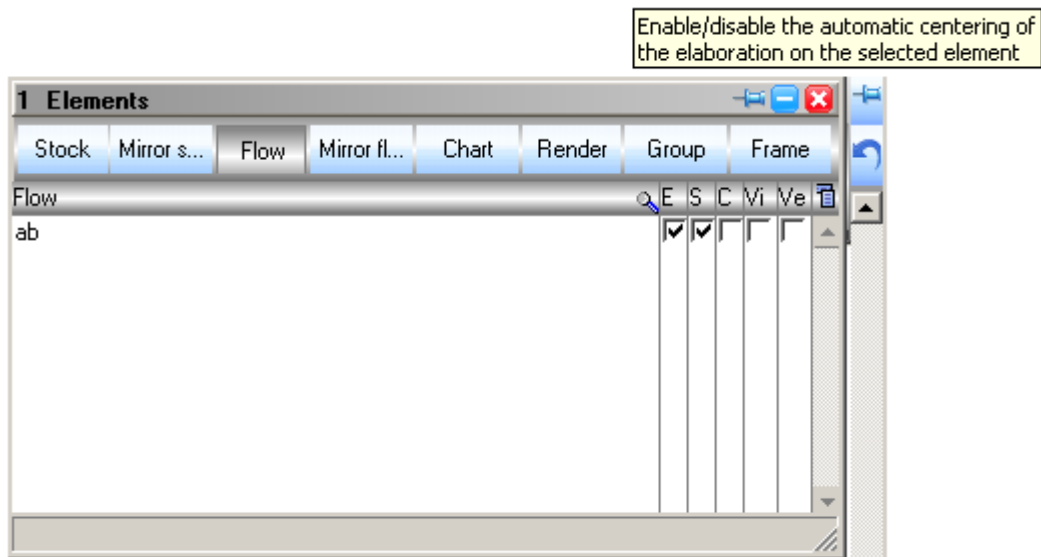 Enable/disable the automatic centering of
the elaboration on the selected element
1 Elements
Stock Mirror s... Flow Mirror fl... Chart Render Group Frame
Flow E S C Vi Ve
ab